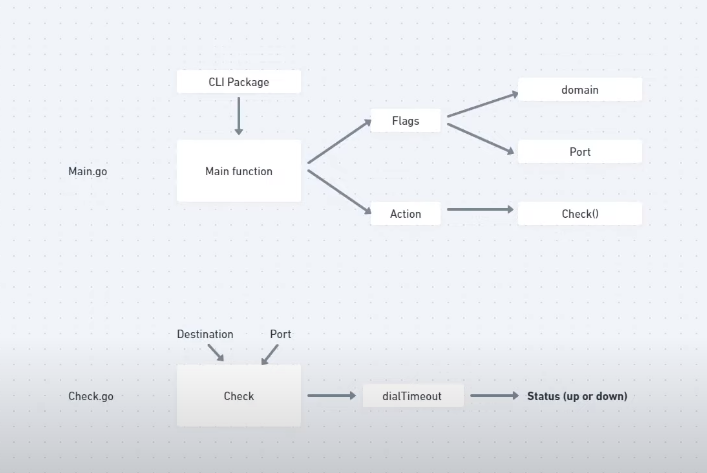 CLI Package
domain
Flags
Port
Main.go
Main function
Action
Check()
Destination
Port
Check.go
Check
dialTimeout
Status (up or down)